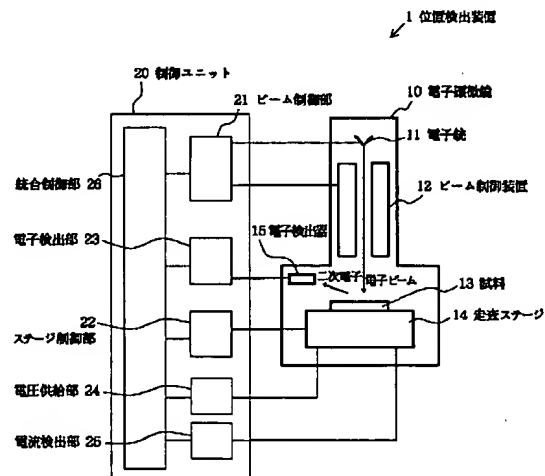 1 位置検出装置
20 制御ユニット
21 ビーム制御部
10 電子顕微鏡
11 電子銃
12 ビーム制御装置
統合制御部 26
電子検出部 23
15 電子検出器
二次電子
電子ビーム
13 試料
14 走査ステージ
22
ステージ制御部
電圧供給部 24
電流検出部 25